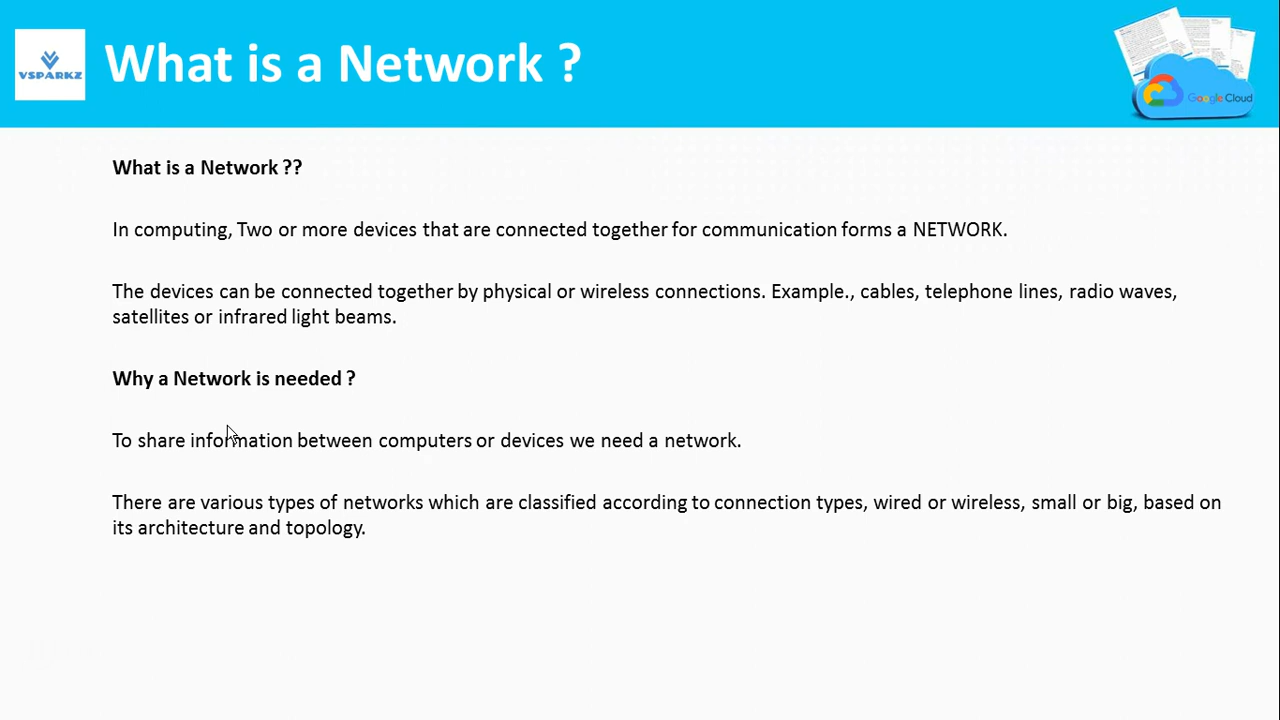 VSPARKZ
What is a Network ?
Google Cloud
What is a Network ??
In computing, Two or more devices that are connected together for communication forms a NETWORK.
The devices can be connected together by physical or wireless connections. Example., cables, telephone lines, radio waves,
satellites or infrared light beams.
Why a Network is needed ?
To share information between computers or devices we need a network.
There are various types of networks which are classified according to connection types, wired or wireless, small or big, based on
its architecture and topology.